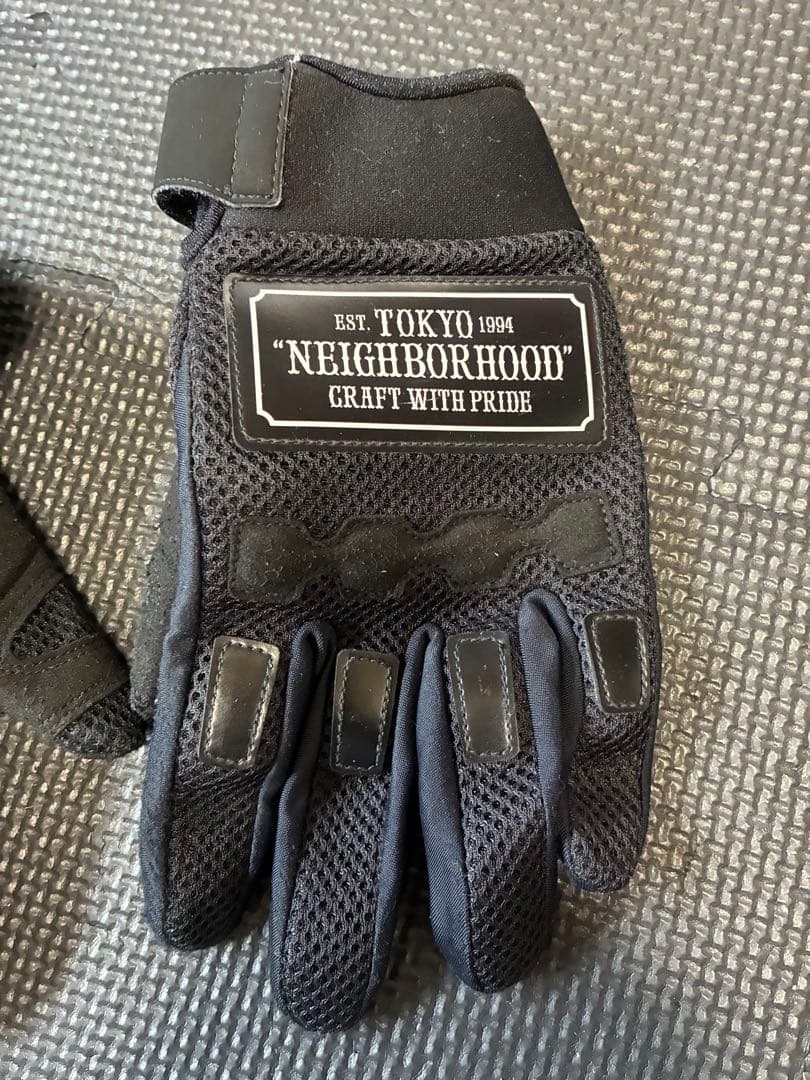 EST. TOKYO 1994
"NEIGHBORHOOD"
CRAFT WITH PRIDE